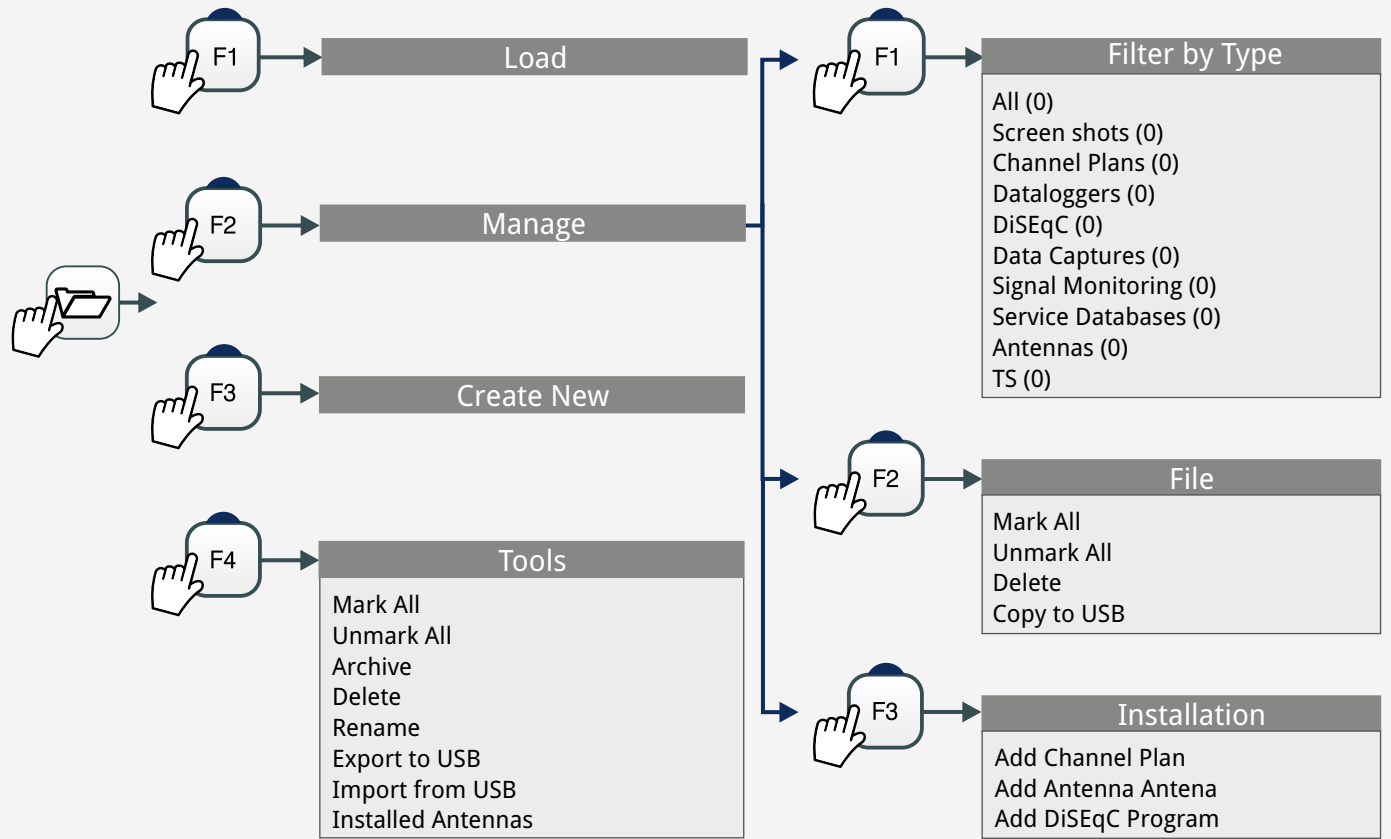 F1
Load
F2
Manage
F3
Create New
F4
Tools
Mark All
Unmark All
Archive
Delete
Rename
Export to USB
Import from USB
Installed Antennas
F1
Filter by Type
All (0)
Screen shots (0)
Channel Plans (0)
Dataloggers (0)
DiSEqC (0)
Data Captures (0)
Signal Monitoring (0)
Service Databases (0)
Antennas (0)
TS (0)
F2
File
Mark All
Unmark All
Delete
Copy to USB
F3
Installation
Add Channel Plan
Add Antenna Antena
Add DiSEqC Program